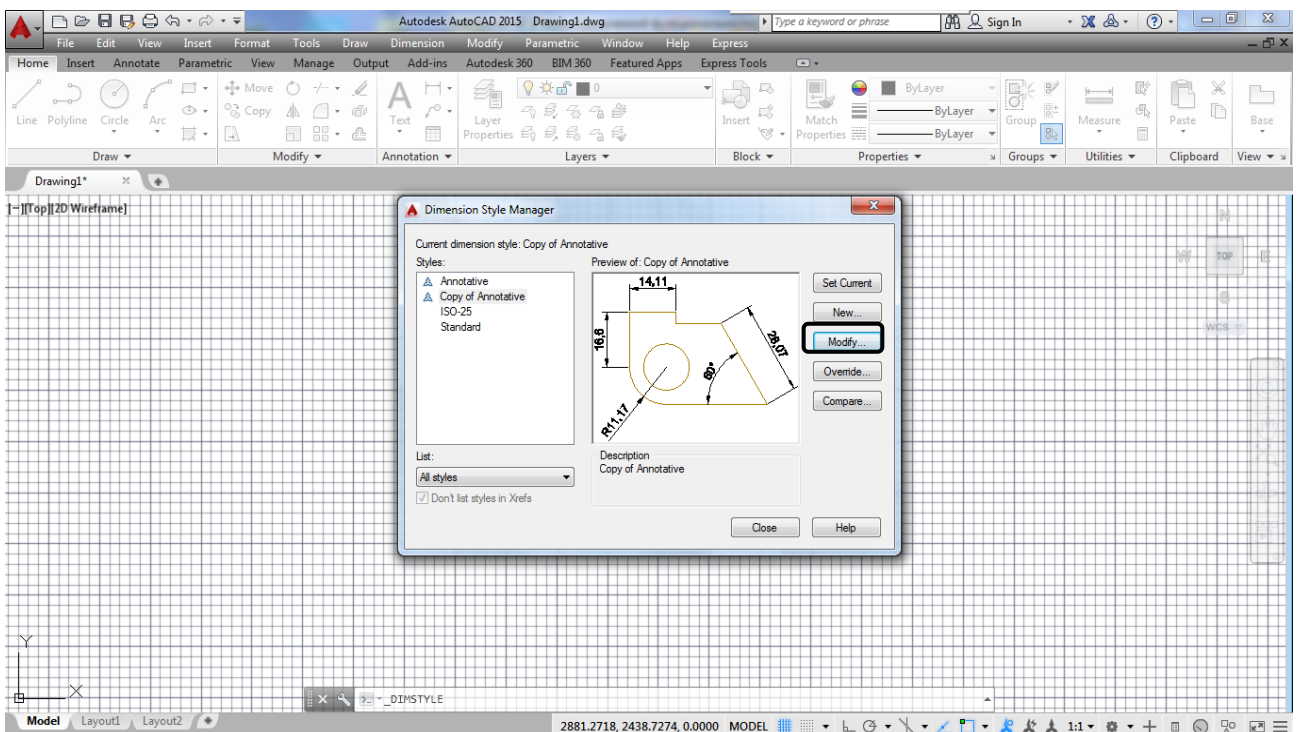 Autodesk AutoCAD 2015 Drawing1.dwg Type a keyword or phrase Sign In
File Edit View Insert Format Tools Draw Dimension Modify Parametric Window Help Express
Home Insert Annotate Parametric View Manage Output Add-ins Autodesk 360 BIM 360 Featured Apps Express Tools
Move 0 ByLayer
Line Polyline Circle Arc Copy Text Layer Properties Insert Match Properties ByLayer Group Measure Paste Base
ByLayer
Draw Modify Annotation Layers Block Properties Groups Utilities Clipboard View
Drawing1*
[-][Top][2D Wireframe]
N
W TOP E
S
WCS
Dimension Style Manager
Current dimension style: Copy of Annotative
Styles:
Annotative
Copy of Annotative
ISO-25
Standard
Preview of: Copy of Annotative
14,11
16,6
28,07
60°
R11,17
Set Current
New...
Modify...
Override...
Compare...
List:
All styles
Don't list styles in Xrefs
Description
Copy of Annotative
Close Help
Y
X
_DIMSTYLE
Model Layout1 Layout2
2881.2718, 2438.7274, 0.0000 MODEL 1:1